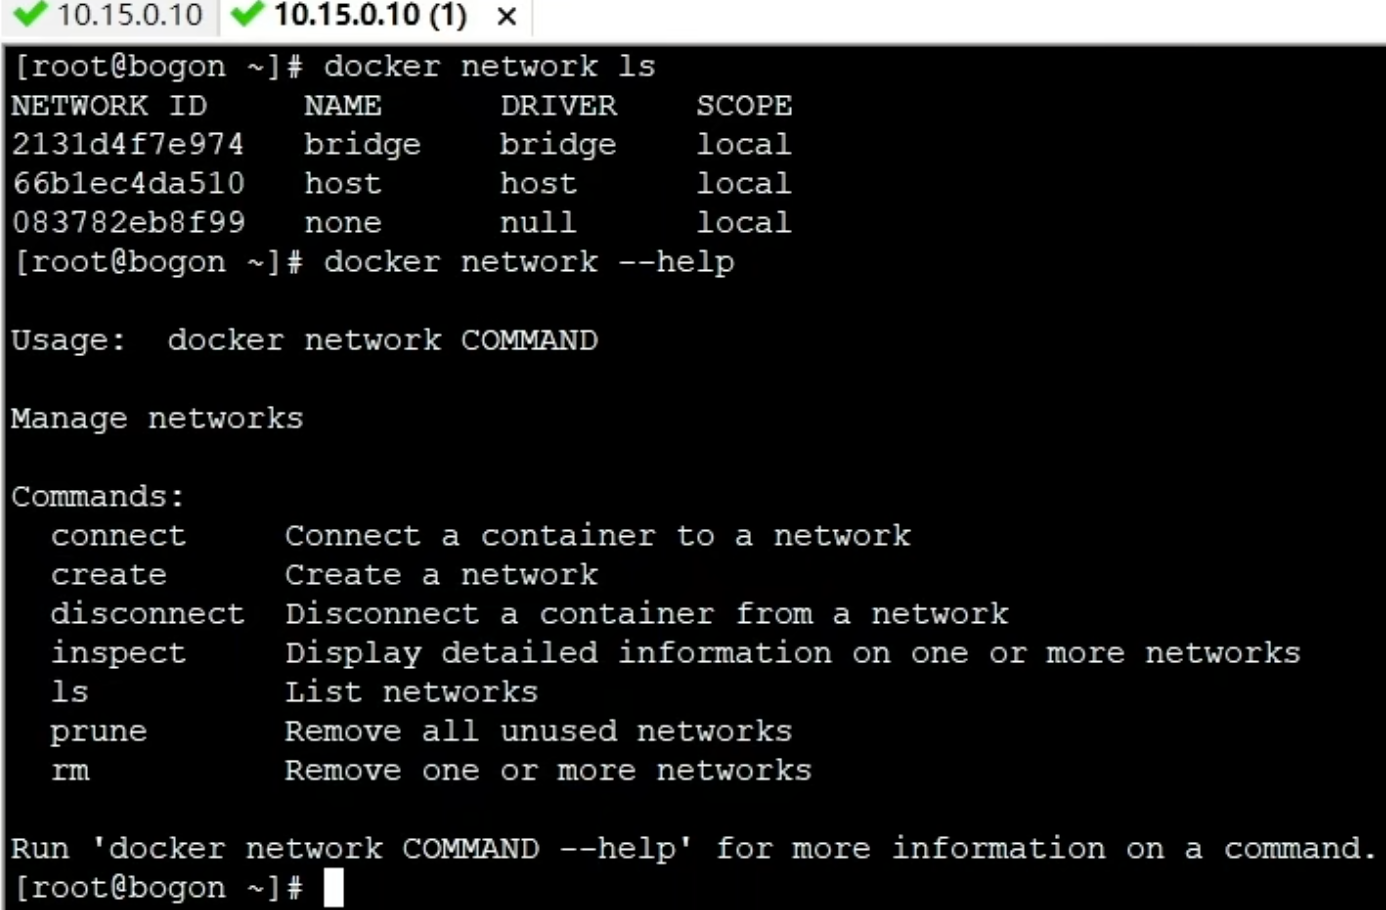 10.15.0.10 10.15.0.10 (1) ×
[root@bogon ~]# docker network ls
NETWORK ID NAME DRIVER SCOPE
2131d4f7e974 bridge bridge local
66b1ec4da510 host host local
083782eb8f99 none null local
[root@bogon ~]# docker network --help
Usage: docker network COMMAND
Manage networks
Commands:
connect Connect a container to a network
create Create a network
disconnect Disconnect a container from a network
inspect Display detailed information on one or more networks
ls List networks
prune Remove all unused networks
rm Remove one or more networks
Run 'docker network COMMAND --help' for more information on a command.
[root@bogon ~]#